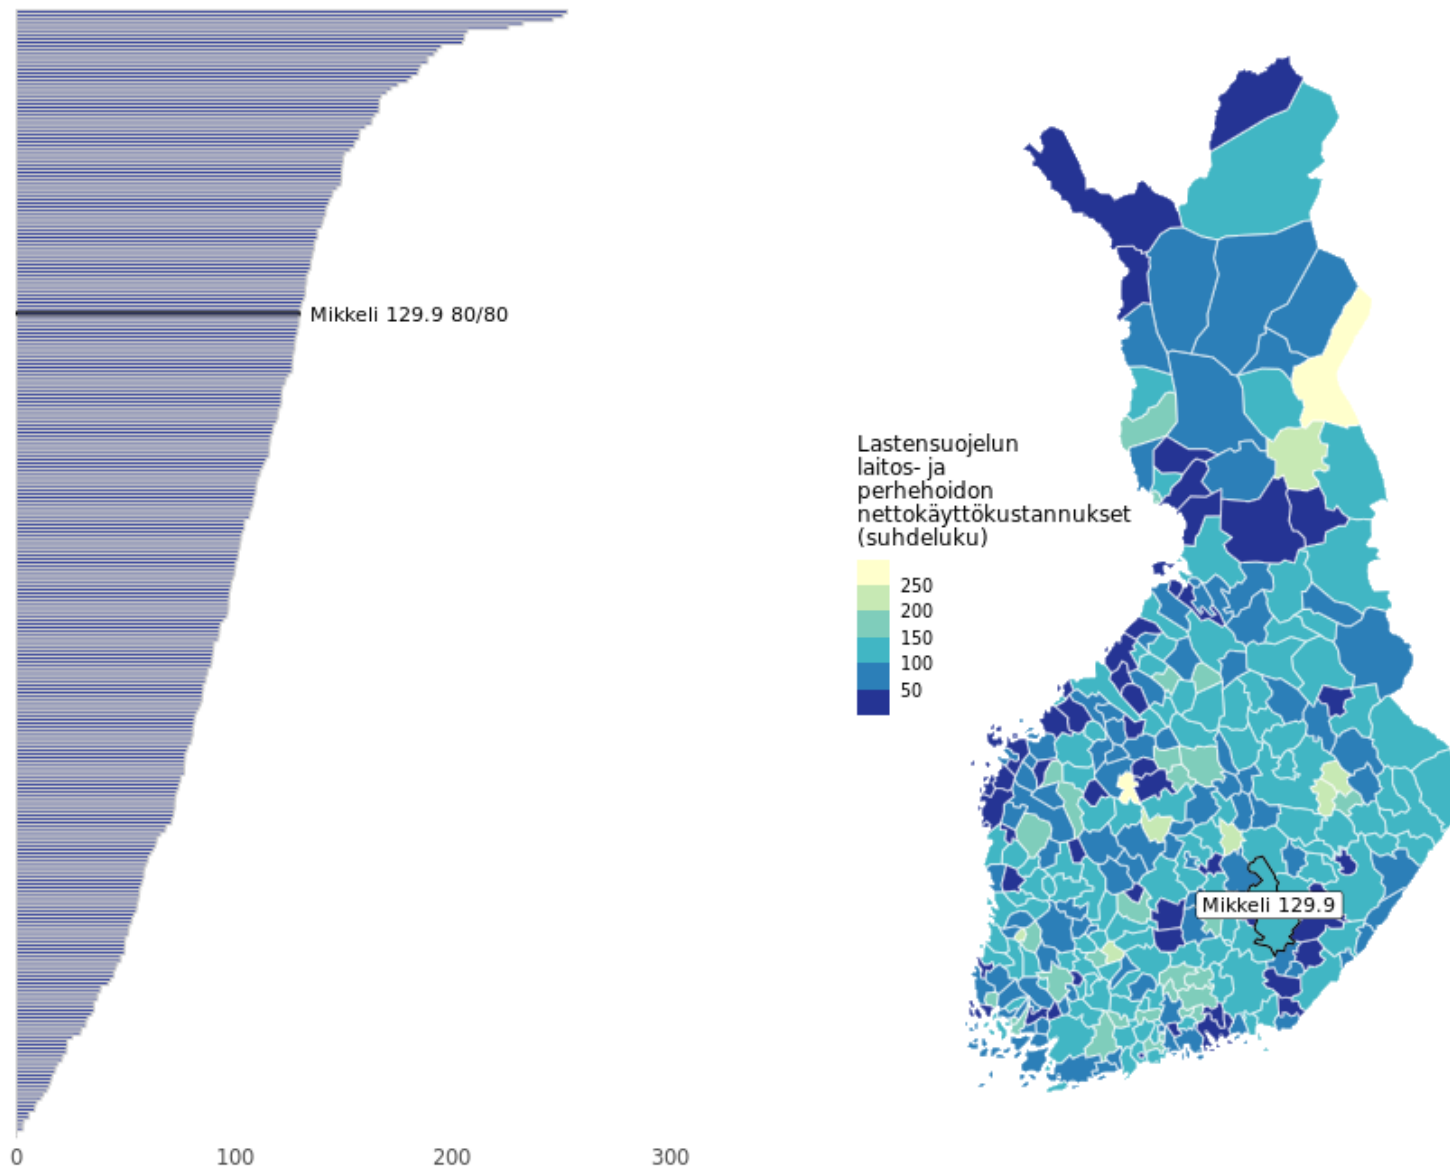 Mikkeli 129.9 80/80
0
100
200
300
Lastensuojelun
laitos- ja
perhehoidon
nettokäyttökustannukset
(suhdeluku)
250
200
150
100
50
Mikkeli 129.9